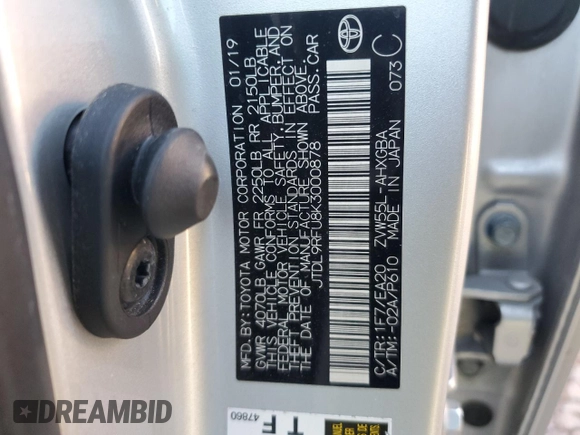 MFD. BY: TOYOTA MOTOR CORPORATION 01/19
GVWR 4070LB GAWR FR 2250LB RR 2150LB
THIS VEHICLE CONFORMS TO ALL APPLICABLE
FEDERAL MOTOR VEHICLE SAFETY, BUMPER, AND
THEFT PREVENTION STANDARDS IN EFFECT ON
THE DATE OF MANUFACTURE SHOWN ABOVE.
JTDL9RFU8K3000878 PASS. CAR
C/TR: 1F7/EA20 ZVW55L-AHXGBA
A/TM: -02A/P610 MADE IN JAPAN 073 C
47860
DREAMBID